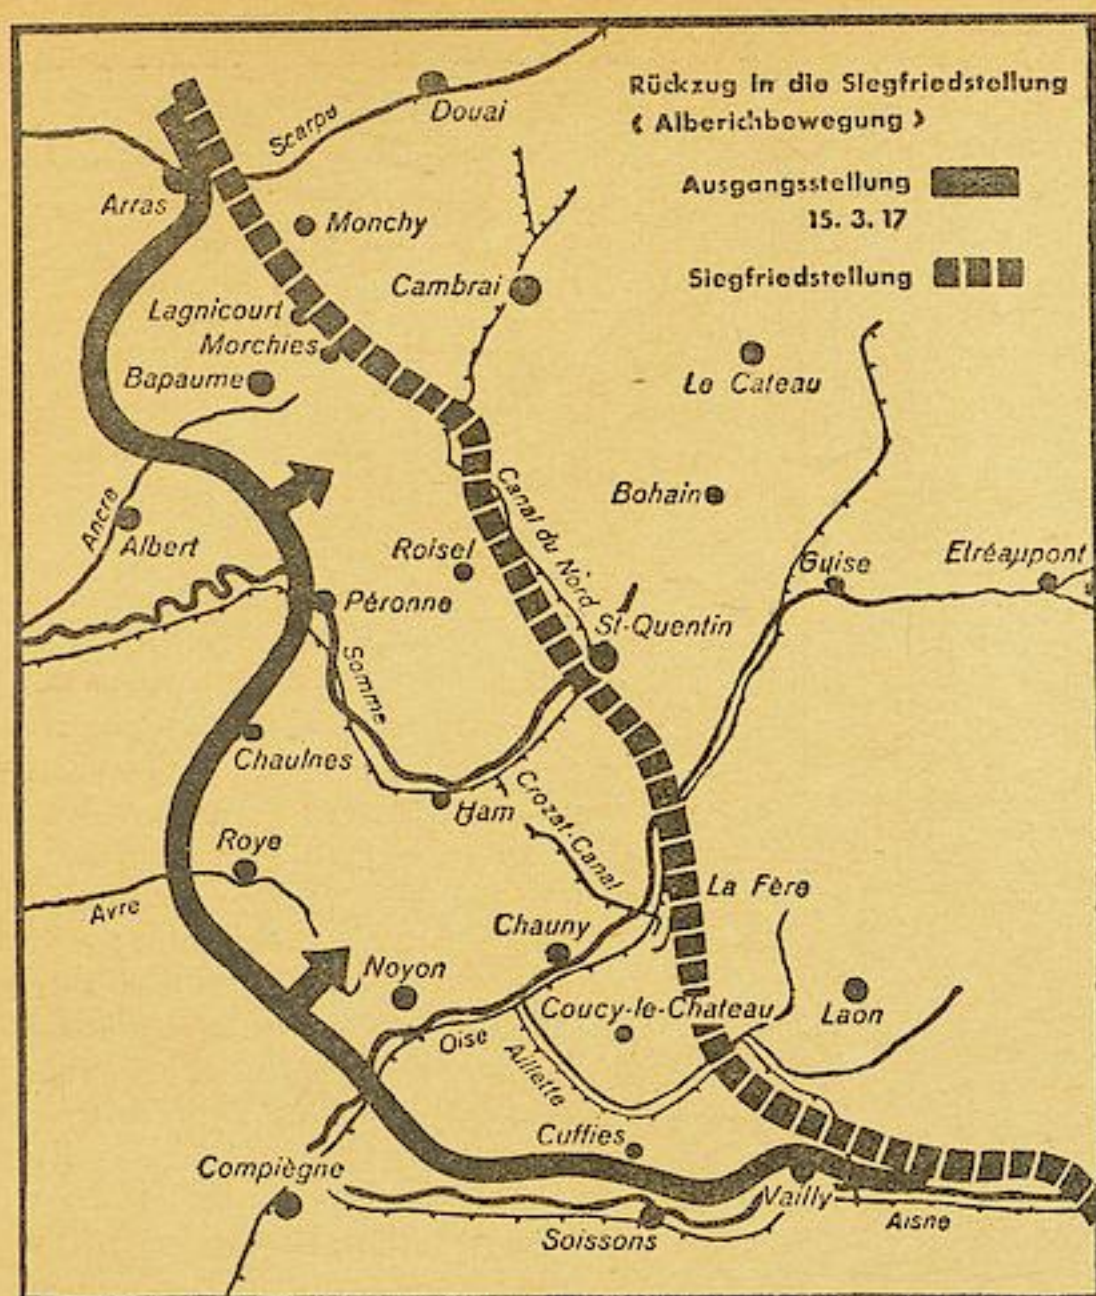 Rückzug in die Siegfriedstellung
( Alberichbewegung )
Ausgangsstellung
15. 3. 17
Siegfriedstellung
Douai
Scarpe
Arras
Monchy
Cambrai
Lagnicourt
Morchies
Bapaume
Le Cateau
Ancre
Albert
Canal du Nord
Bohain
Roisel
Guise
Etréaupont
Péronne
St-Quentin
Somme
Chaulnes
Ham
Crozat-Canal
Roye
Avre
La Fère
Chauny
Noyon
Coucy-le-Chateau
Laon
Oise
Aillette
Cuffies
Compiègne
Vailly
Aisne
Soissons